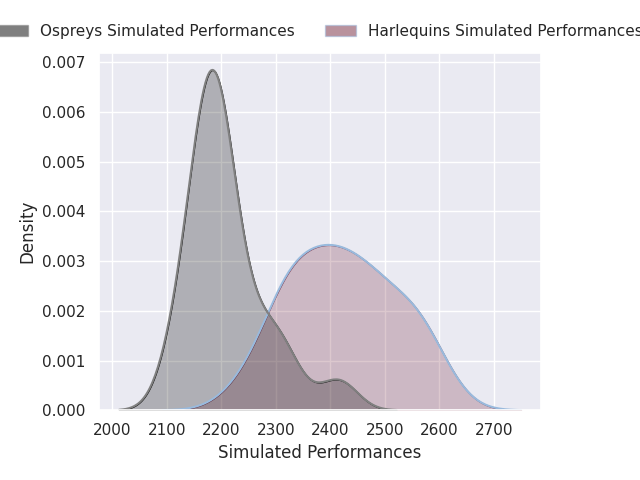 Ospreys Simulated Performances Harlequins Simulated Performances
0.007
0.006
0.005
0.004
0.003
0.002
0.001
0.000
Density
2000 2100 2200 2300 2400 2500 2600 2700
Simulated Performances